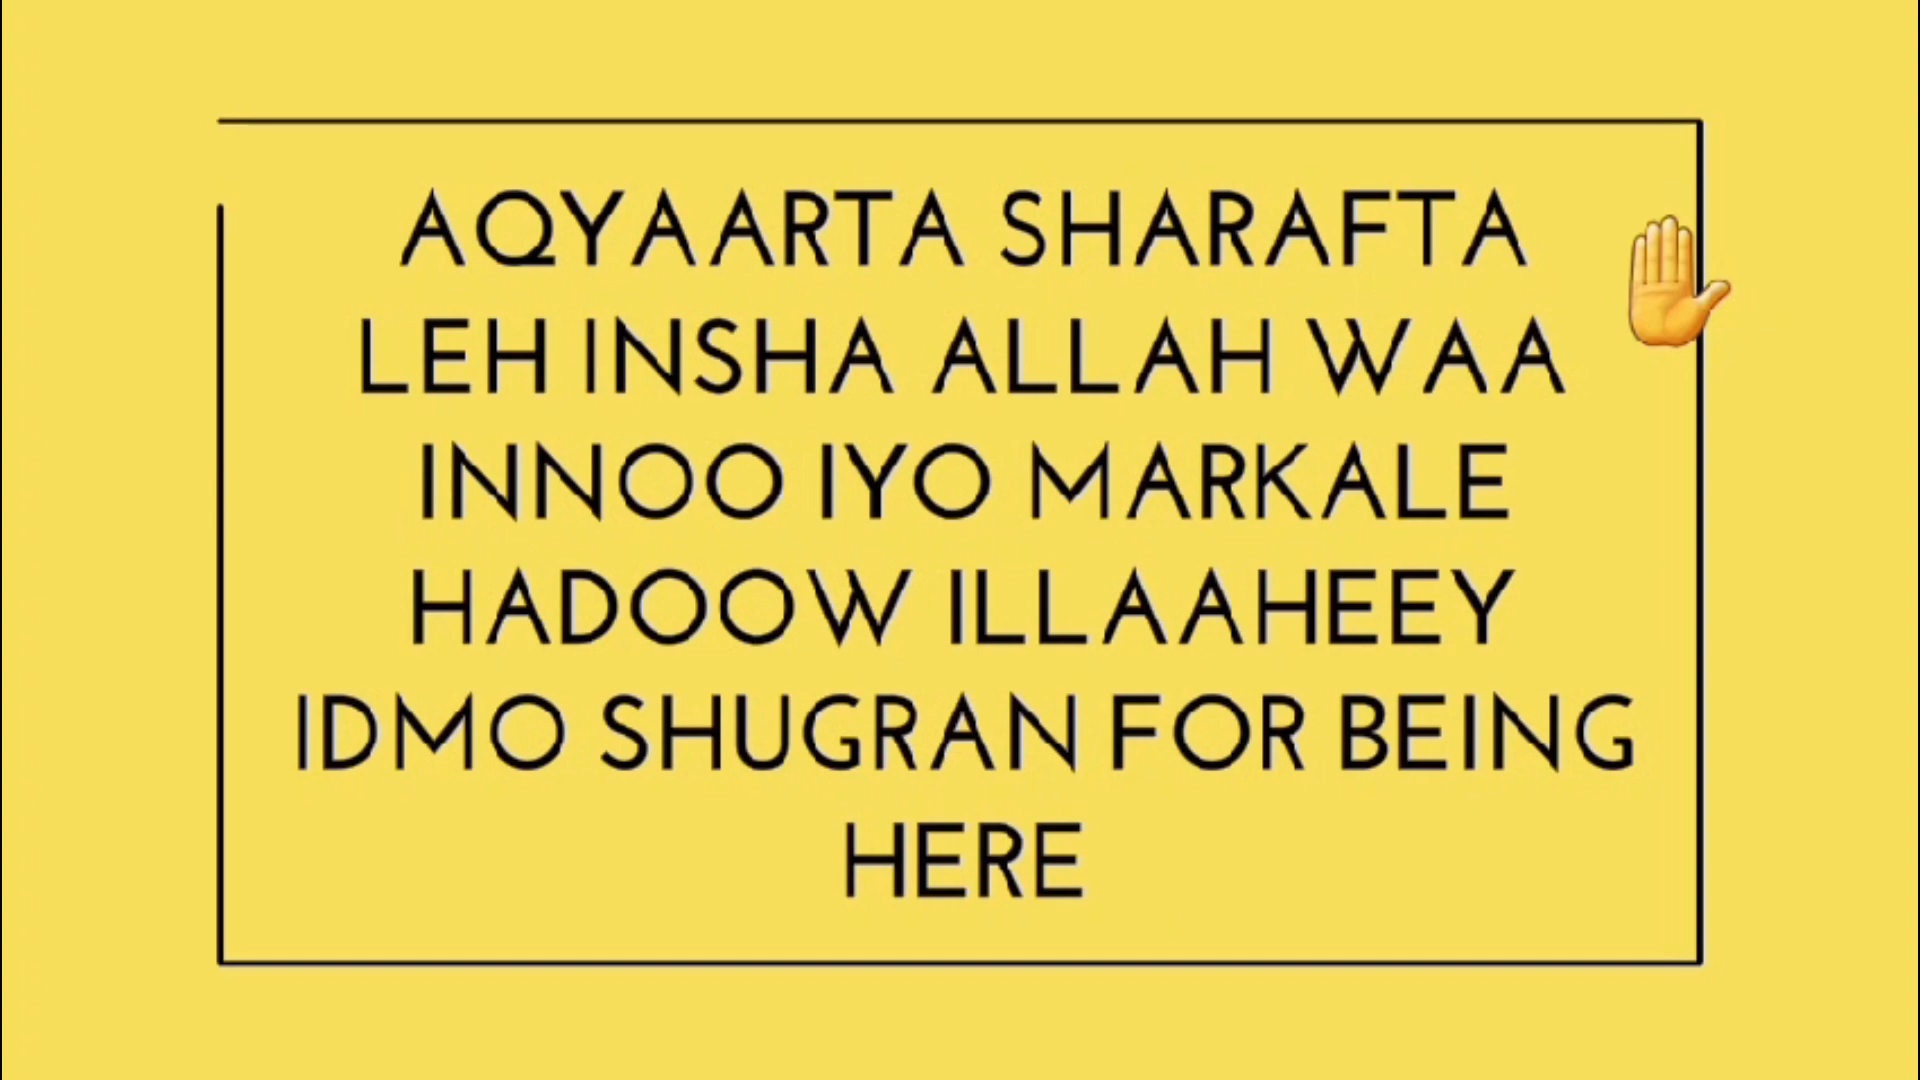 AQYAARTA SHARAFTA
LEH INSHA ALLAH WAA
INNOO IYO MARKALE
HADOOW ILLAAHEEY
IDMO SHUGRAN FOR BEING
HERE